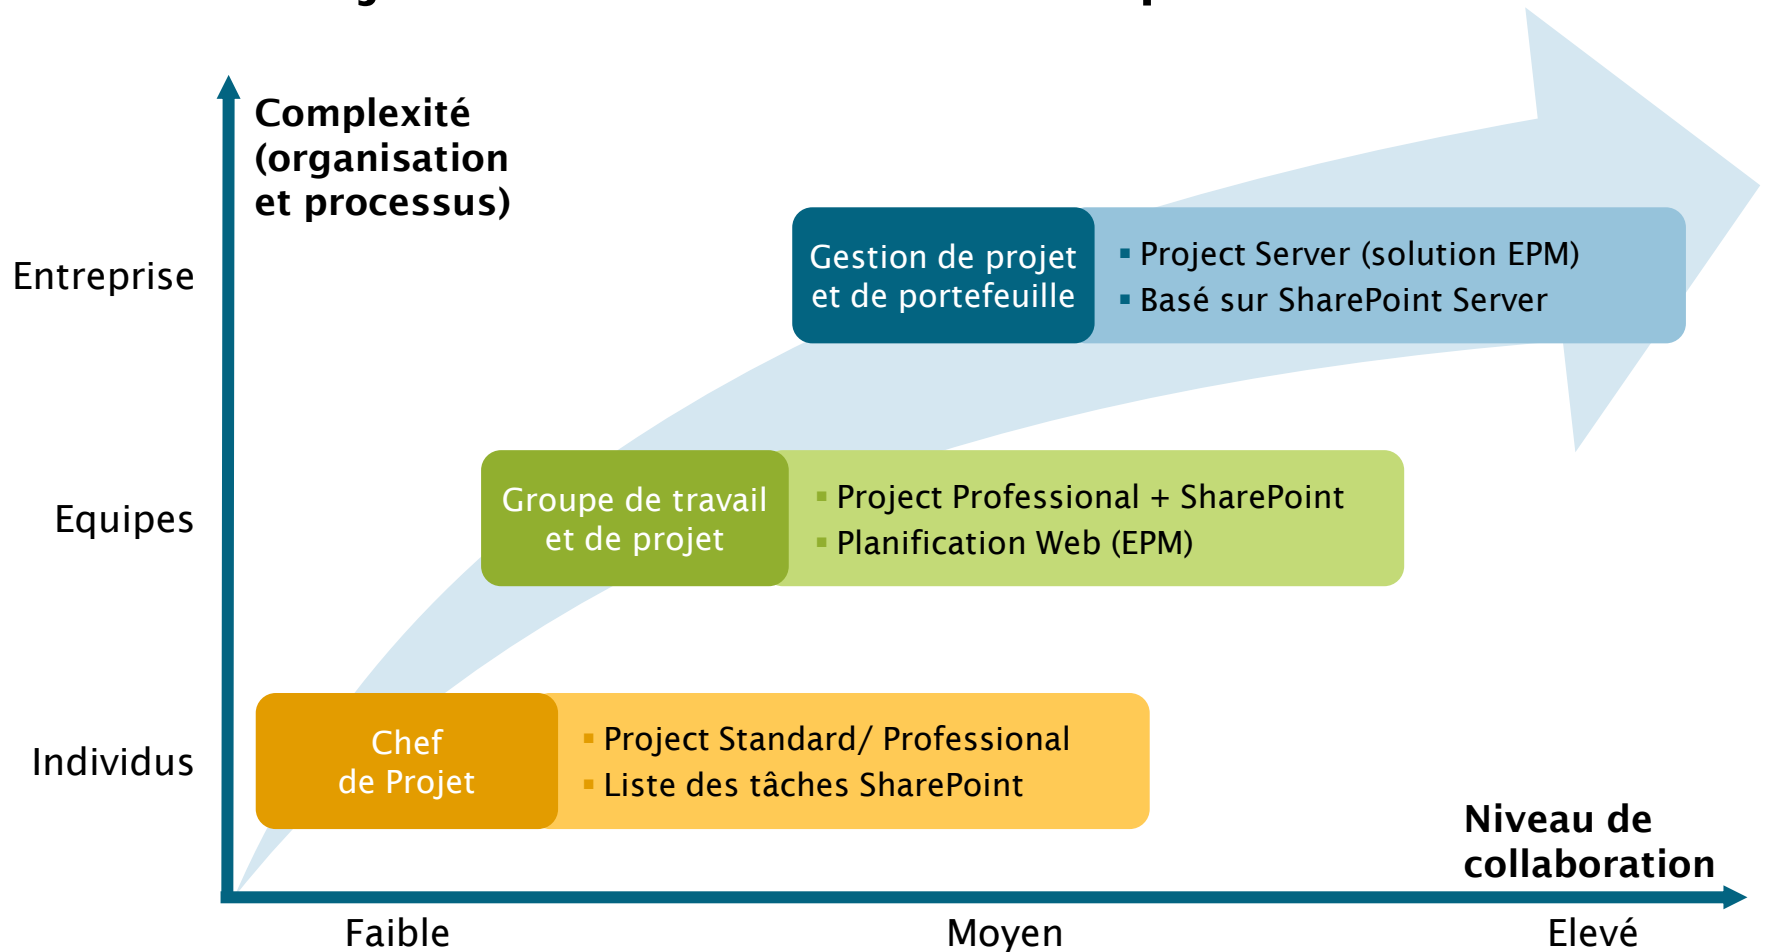 Complexité
(organisation
et processus)
Entreprise
Gestion de projet
et de portefeuille
▪ Project Server (solution EPM)
▪ Basé sur SharePoint Server
Equipes
Groupe de travail
et de projet
▪ Project Professional + SharePoint
▪ Planification Web (EPM)
Individus
Chef
de Projet
▪ Project Standard/ Professional
▪ Liste des tâches SharePoint
Niveau de
collaboration
Faible
Moyen
Elevé